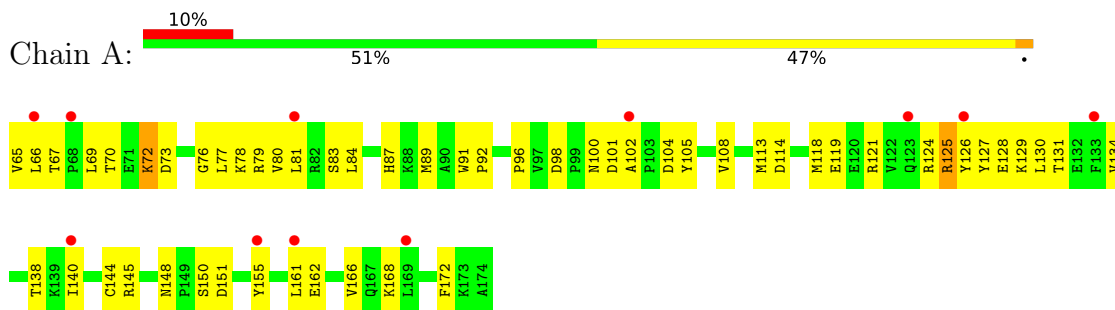 10%
Chain A:
51% 47% •
V65 L66 T67 P68 L69 T70 E71 K72 D73 G76 L77 K78 R79 V80 L81 R82 S83 L84 H87 K88 M89 A90 W91 P92 P96 V97 D98 P99 N100 D101 A102 P103 D104 Y105 V108 M113 D114 M118 E119 E120 R121 V122 Q123 R124 R125 Y126 Y127 E128 K129 L130 T131 E132 F133 V134
T138 K139 I140 C144 R145 N148 P149 S150 D151 Y155 L161 E162 V166 Q167 K168 L169 F172 K173 A174